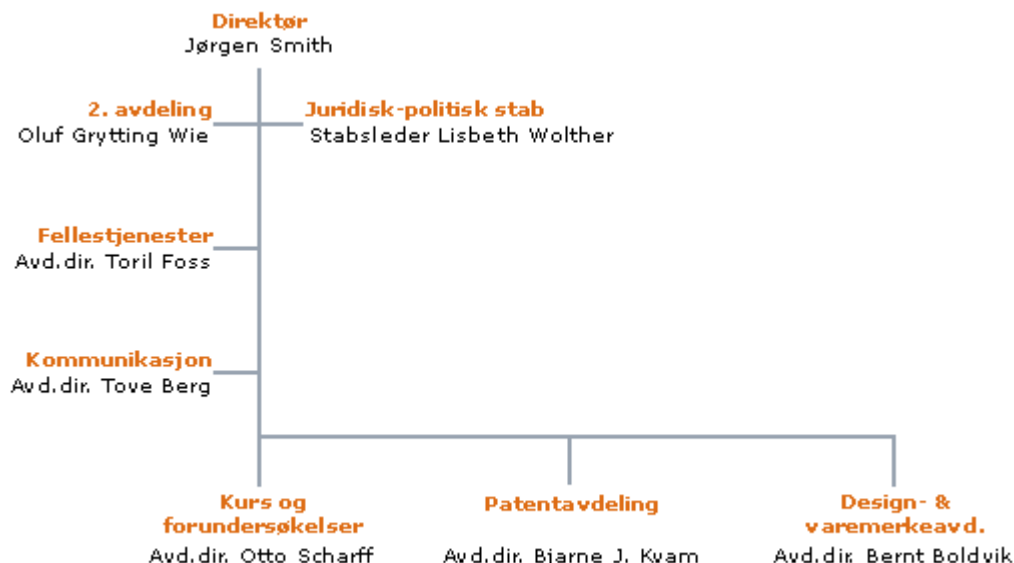 Direktør
Jørgen Smith
2. avdeling
Oluf Grytting Wie
Juridisk-politisk stab
Stabsleder Lisbeth Wolther
Fellestjenester
Avd.dir. Toril Foss
Kommunikasjon
Avd.dir. Tove Berg
Kurs og
forundersøkelser
Avd.dir. Otto Scharff
Patentavdeling
Avd.dir. Bjarne J. Kvam
Design- &
varemerkeavd.
Avd.dir. Bernt Boldvik